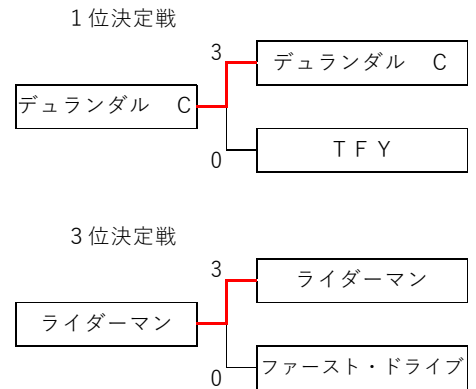 １位決定戦
3
デュランダル　C
デュランダル　C
ＴＦＹ
0
３位決定戦
3
ライダーマン
ライダーマン
ファースト・ドライブ
0